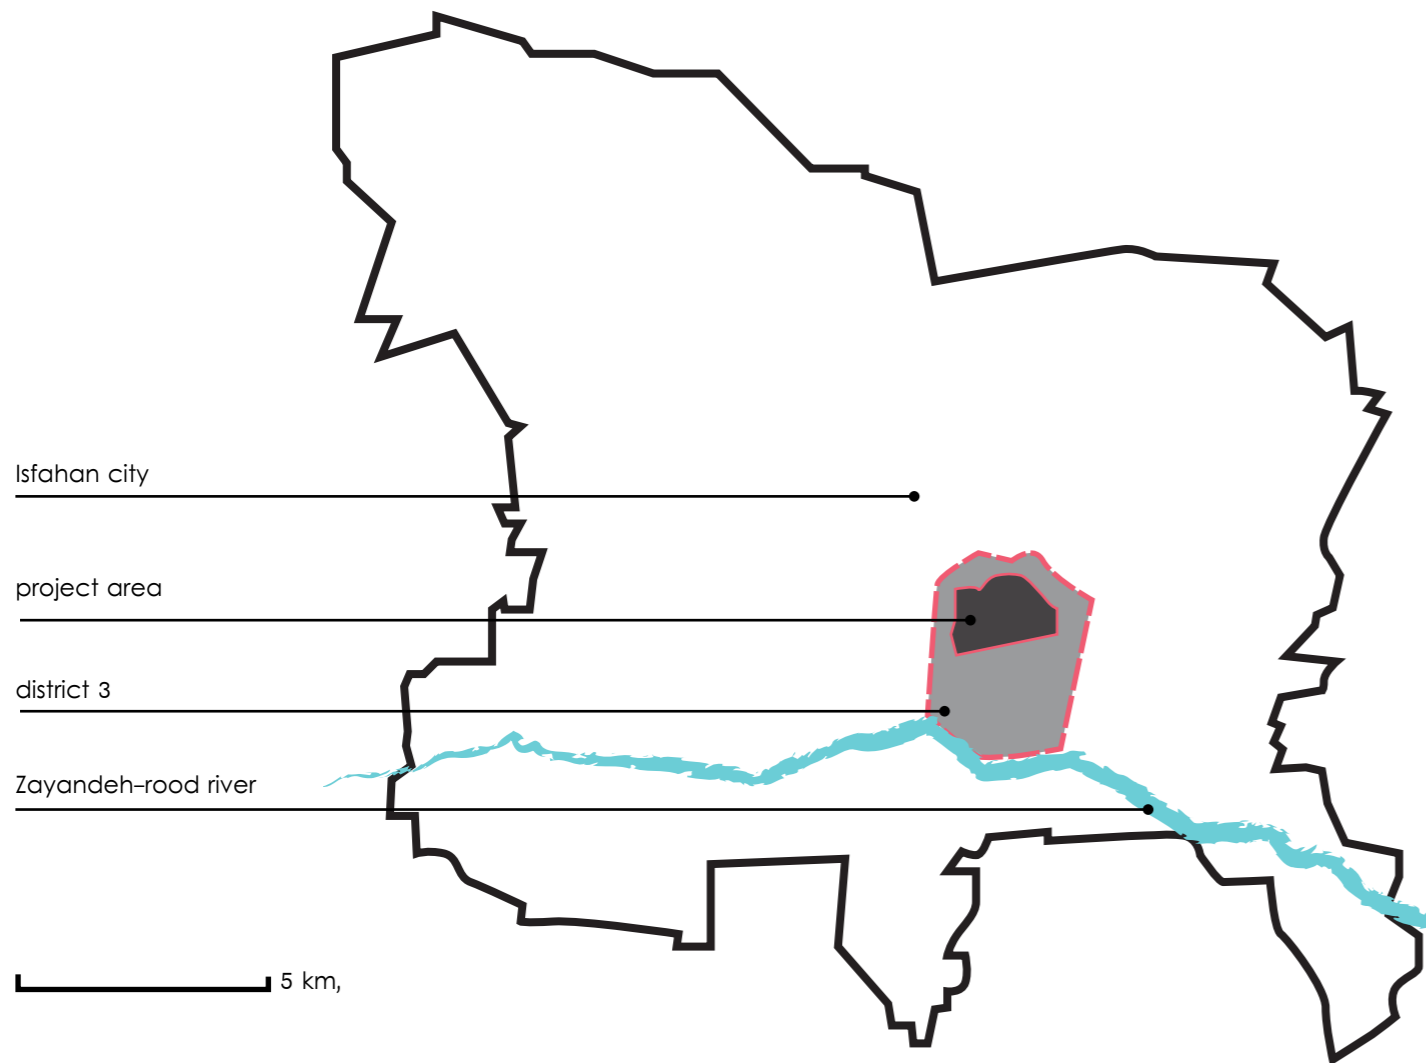 Isfahan city
project area
district 3
Zayandeh-rood river
5 km,